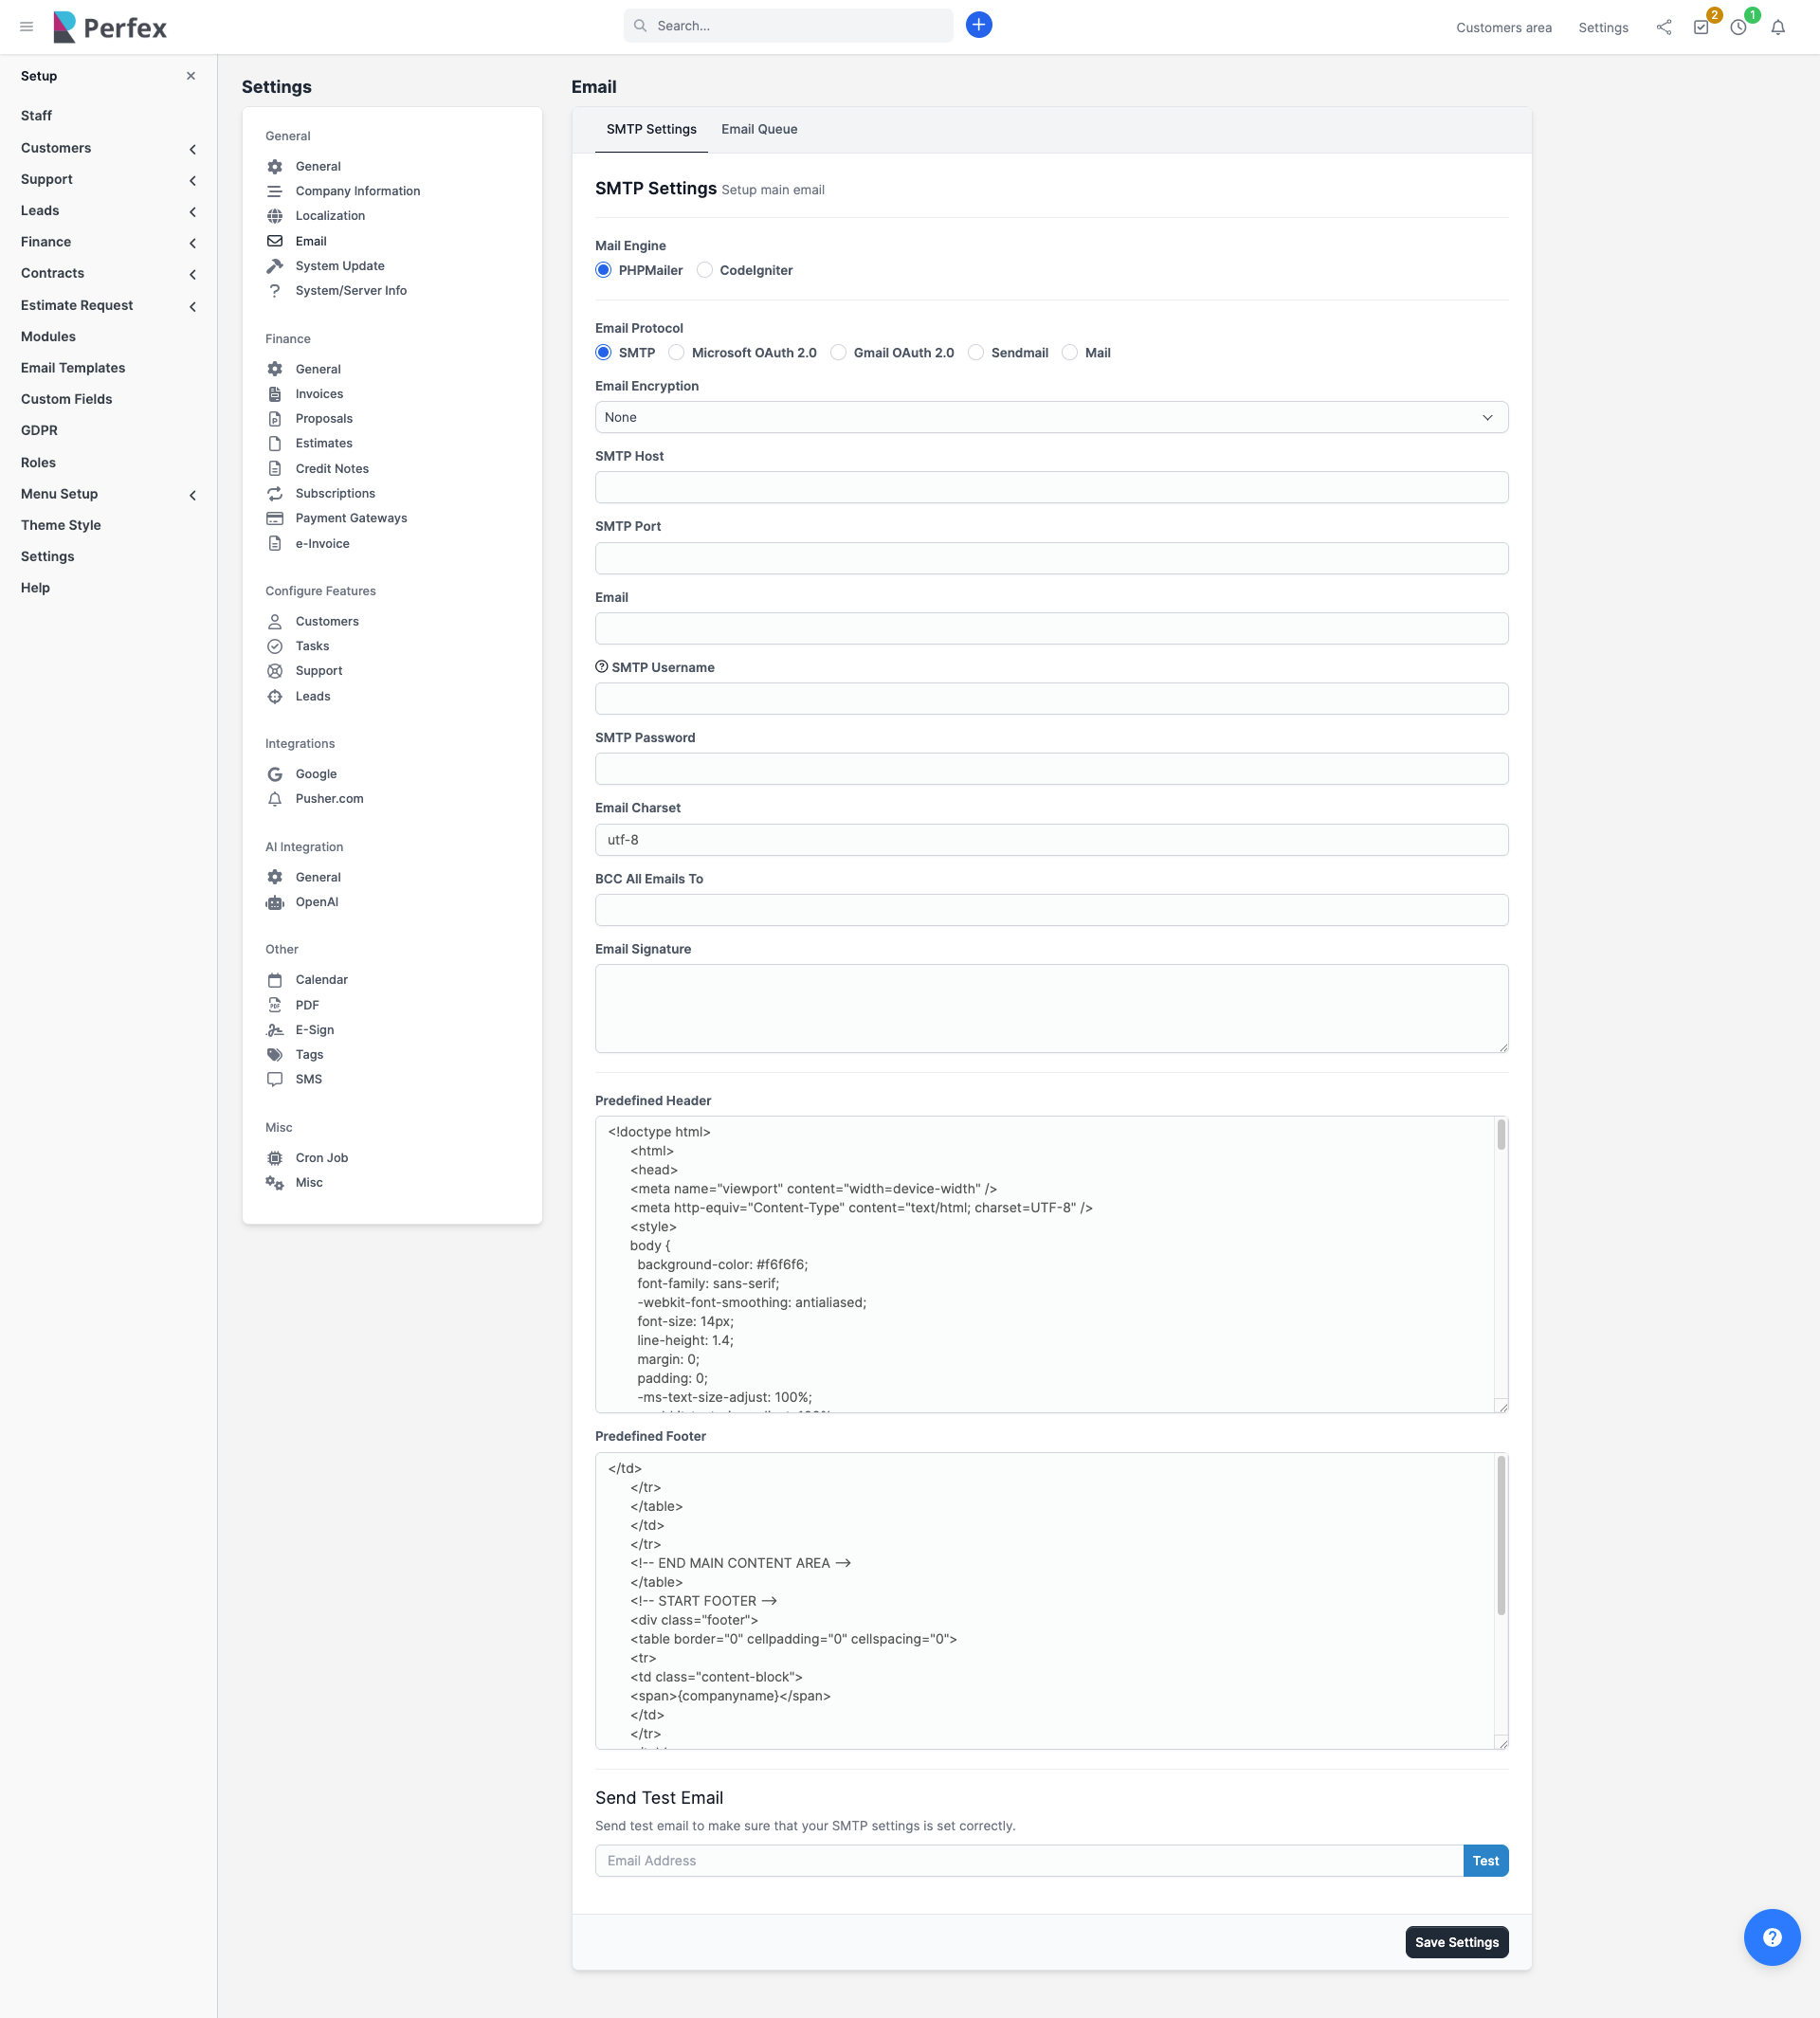 Perfex
Search...
Customers area
Settings
2
1
Setup
Staff
Customers
Support
Leads
Finance
Contracts
Estimate Request
Modules
Email Templates
Custom Fields
GDPR
Roles
Menu Setup
Theme Style
Settings
Help
Settings
General
General
Company Information
Localization
Email
System Update
System/Server Info
Finance
General
Invoices
Proposals
Estimates
Credit Notes
Subscriptions
Payment Gateways
e-Invoice
Configure Features
Customers
Tasks
Support
Leads
Integrations
Google
Pusher.com
AI Integration
General
OpenAI
Other
Calendar
PDF
E-Sign
Tags
SMS
Misc
Cron Job
Misc
Email
SMTP Settings Email Queue
SMTP Settings Setup main email
Mail Engine
PHPMailer CodeIgniter
Email Protocol
SMTP Microsoft OAuth 2.0 Gmail OAuth 2.0 Sendmail Mail
Email Encryption
None
SMTP Host
SMTP Port
Email
SMTP Username
SMTP Password
Email Charset
utf-8
BCC All Emails To
Email Signature
Predefined Header
<!doctype html>
<html>
<head>
<meta name="viewport" content="width=device-width" />
<meta http-equiv="Content-Type" content="text/html; charset=UTF-8" />
<style>
body {
background-color: #f6f6f6;
font-family: sans-serif;
-webkit-font-smoothing: antialiased;
font-size: 14px;
line-height: 1.4;
margin: 0;
padding: 0;
-ms-text-size-adjust: 100%;
Predefined Footer
</td>
</tr>
</table>
</td>
</tr>
<!-- END MAIN CONTENT AREA -->
</table>
<!-- START FOOTER -->
<div class="footer">
<table border="0" cellpadding="0" cellspacing="0">
<tr>
<td class="content-block">
<span>{companyname}</span>
</td>
</tr>
Send Test Email
Send test email to make sure that your SMTP settings is set correctly.
Email Address
Test
Save Settings